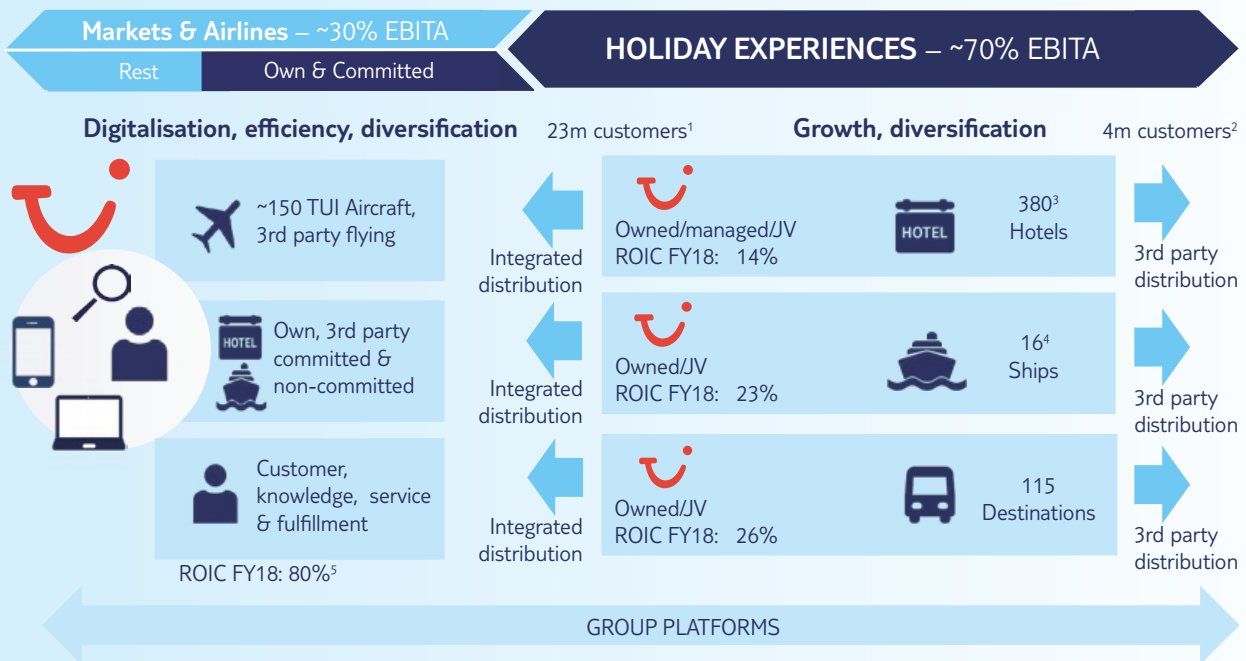 Markets & Airlines – ~30% EBITA
Rest
Own & Committed
HOLIDAY EXPERIENCES – ~70% EBITA
Digitalisation, efficiency, diversification
23m customers¹
Growth, diversification
4m customers²
~150 TUI Aircraft,
3rd party flying
Integrated
distribution
Owned/managed/JV
ROIC FY18: 14%
HOTEL
380³
Hotels
3rd party
distribution
HOTEL
Own, 3rd party
committed &
non-committed
Integrated
distribution
Owned/JV
ROIC FY18: 23%
16⁴
Ships
3rd party
distribution
Customer,
knowledge, service
& fulfillment
Integrated
distribution
Owned/JV
ROIC FY18: 26%
115
Destinations
3rd party
distribution
ROIC FY18: 80%⁵
GROUP PLATFORMS